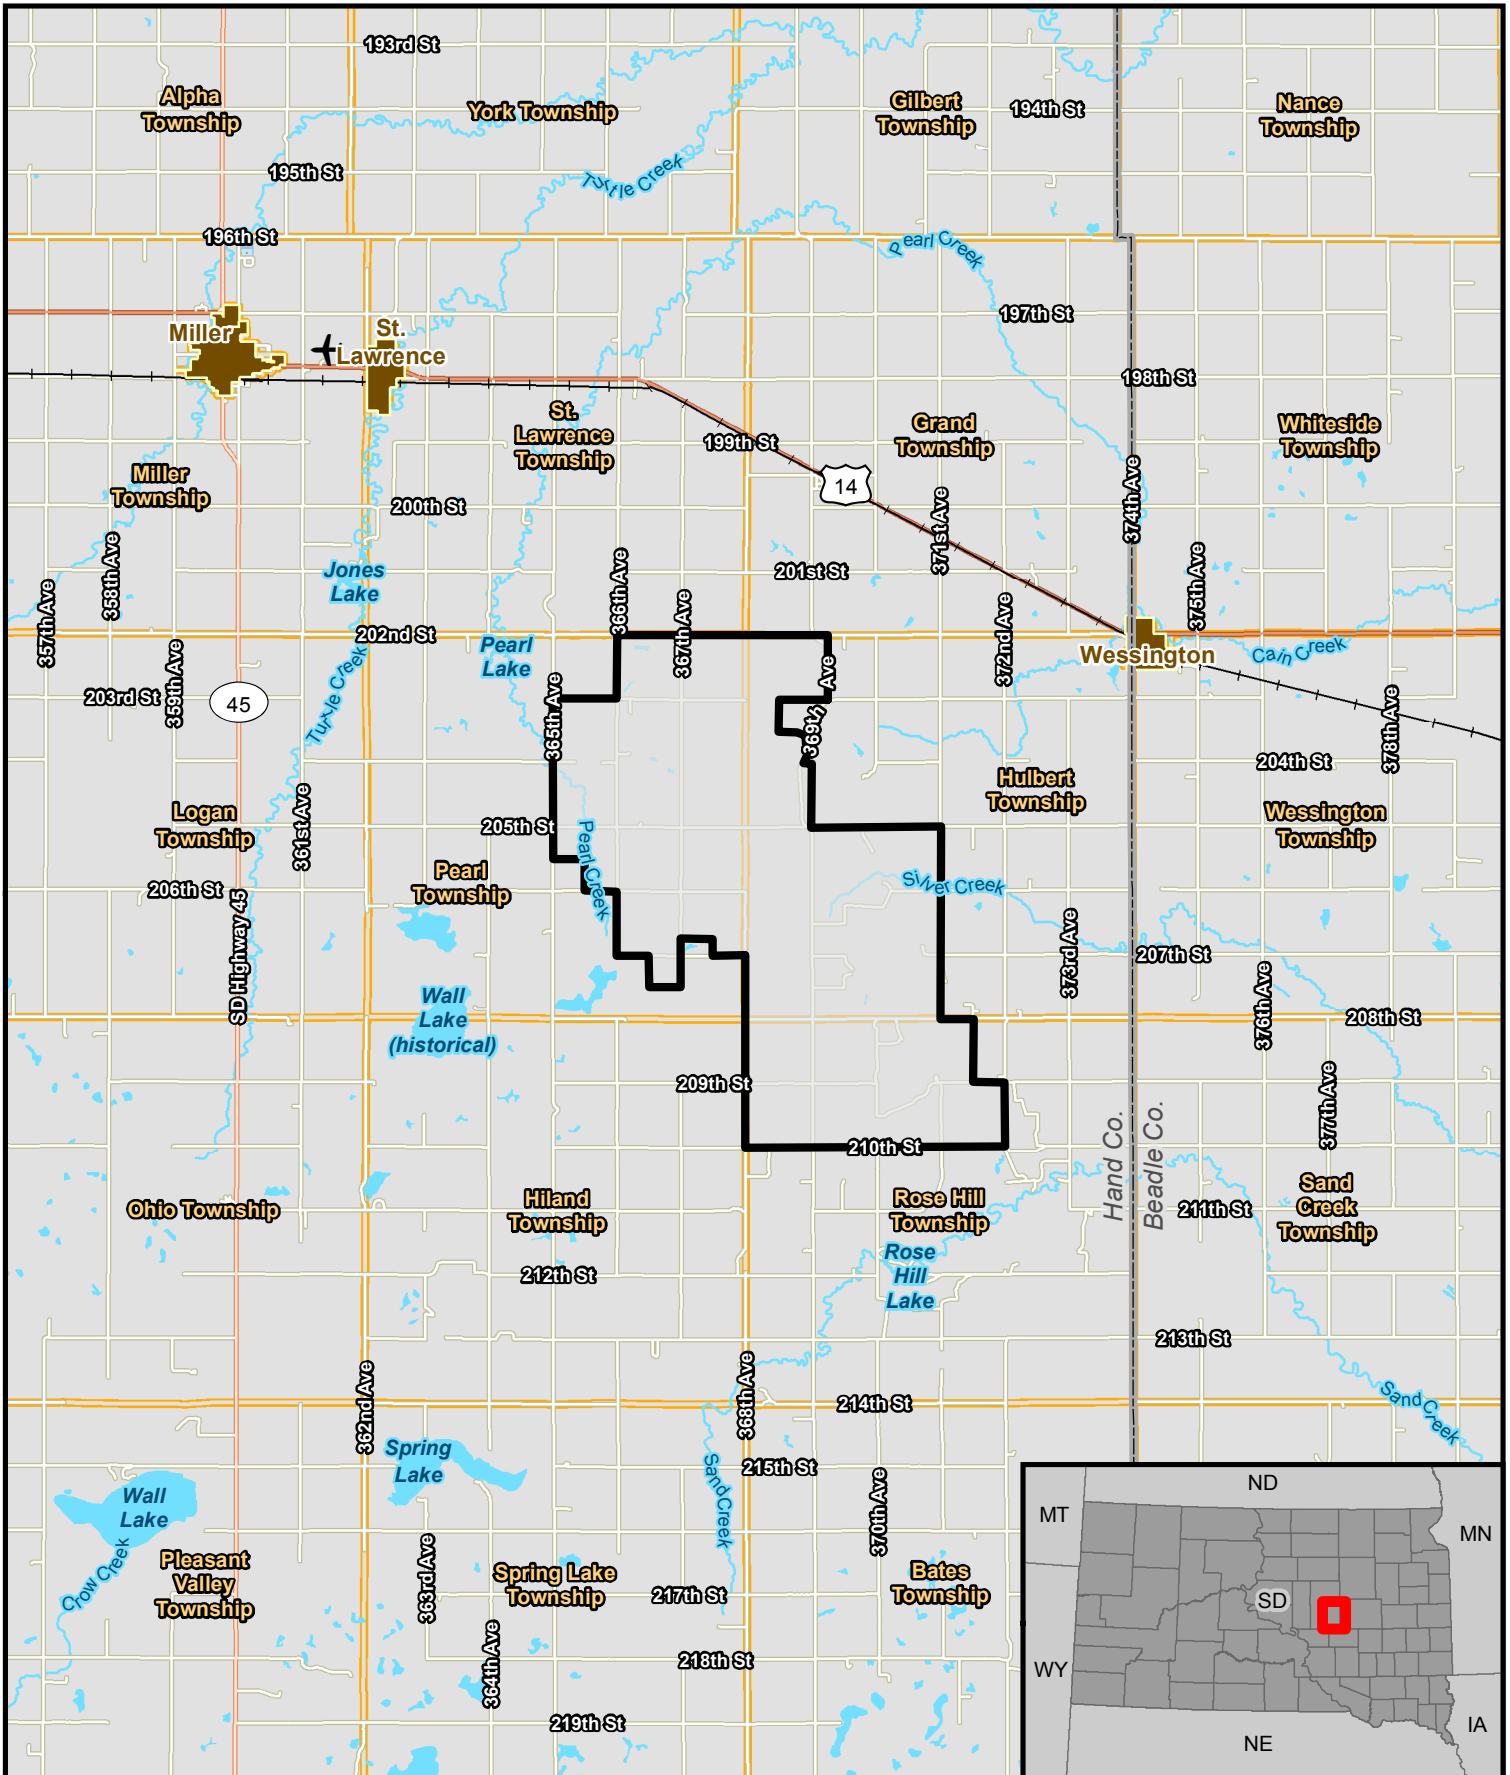 193rd St
Alpha
Township
York Township
Gilbert
Township
194th St
Nance
Township
195th St
Turtle Creek
196th St
Pearl Creek
197th St
Miller
St.
Lawrence
198th St
St.
Lawrence
Township
199th St
Grand
Township
Whiteside
Township
Miller
Township
14
200th St
371st Ave
374th Ave
358th Ave
357th Ave
Jones
Lake
366th Ave
367th Ave
201st St
372nd Ave
375th Ave
202nd St
359th Ave
Pearl
Lake
Wessington
Cain Creek
203rd St
45
Turtle Creek
365th Ave
369th Ave
378th Ave
204th St
Hulbert
Township
Logan
Township
361st Ave
205th St
Pearl Creek
Wessington
Township
206th St
Pearl
Township
Silver Creek
SD Highway 45
373rd Ave
207th St
376th Ave
Wall
Lake
(historical)
208th St
209th St
377th Ave
210th St
Hand Co.
Beadle Co.
Ohio Township
Hiland
Township
Rose Hill
Township
211th St
Sand
Creek
Township
Rose
Hill
Lake
212th St
213th St
362nd Ave
368th Ave
214th St
Sand Creek
Spring
Lake
215th St
Sand Creek
370th Ave
Wall
Lake
Crow Creek
Pleasant
Valley
Township
363rd Ave
Spring Lake
Township
217th St
Bates
Township
364th Ave
218th St
219th St
ND
MT
MN
SD
WY
NE
IA